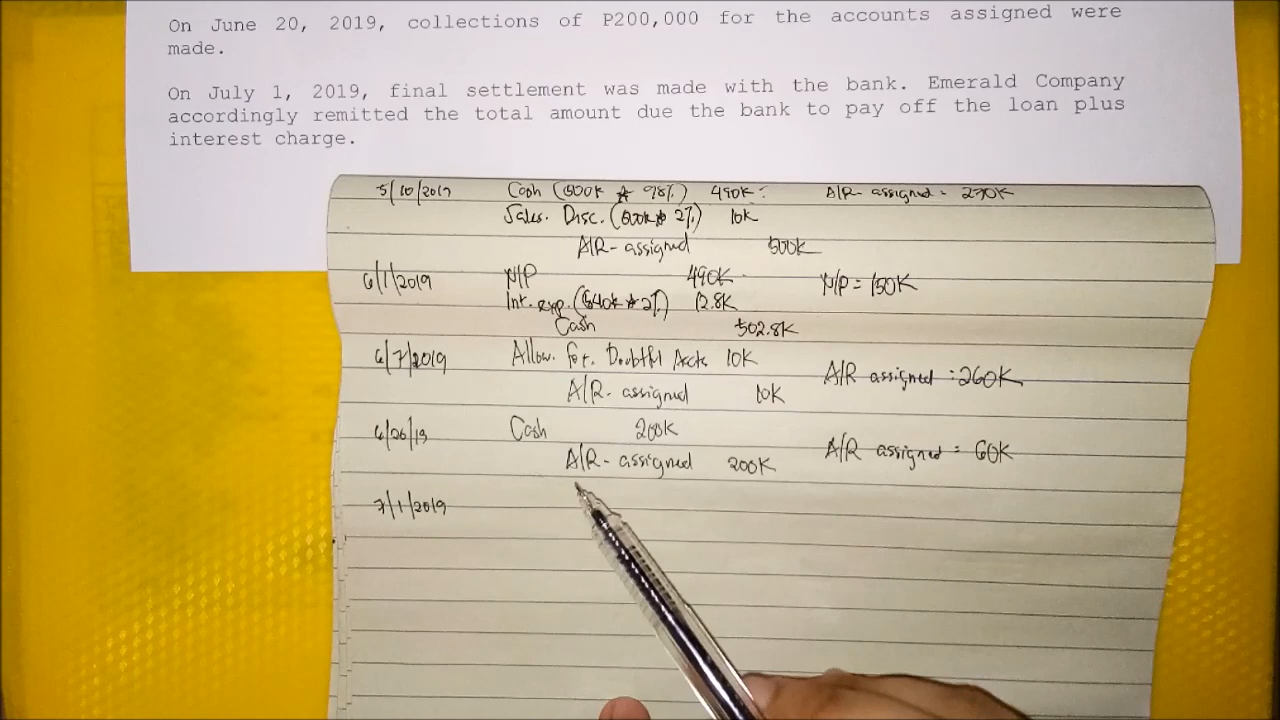 On June 20, 2019, collections of P200,000 for the accounts assigned were
made.
On July 1, 2019, final settlement was made with the bank. Emerald Company
accordingly remitted the total amount due the bank to pay off the loan plus
interest charge.
5/10/2019 Cash (500K * 98%) 490K A/R assigned = 270K
Sales. Disc. (500K * 2%) 10K
A/R - assigned 500K
6/1/2019 N/P 490K N/P = 150K
Int. exp. (640K * 2%) 12.8K
Cash 502.8K
6/7/2019 Allow. for. Doubtful Accts 10K A/R assigned = 260K
A/R - assigned 10K
6/20/19 Cash 200K A/R assigned = 60K
A/R - assigned 200K
7/1/2019